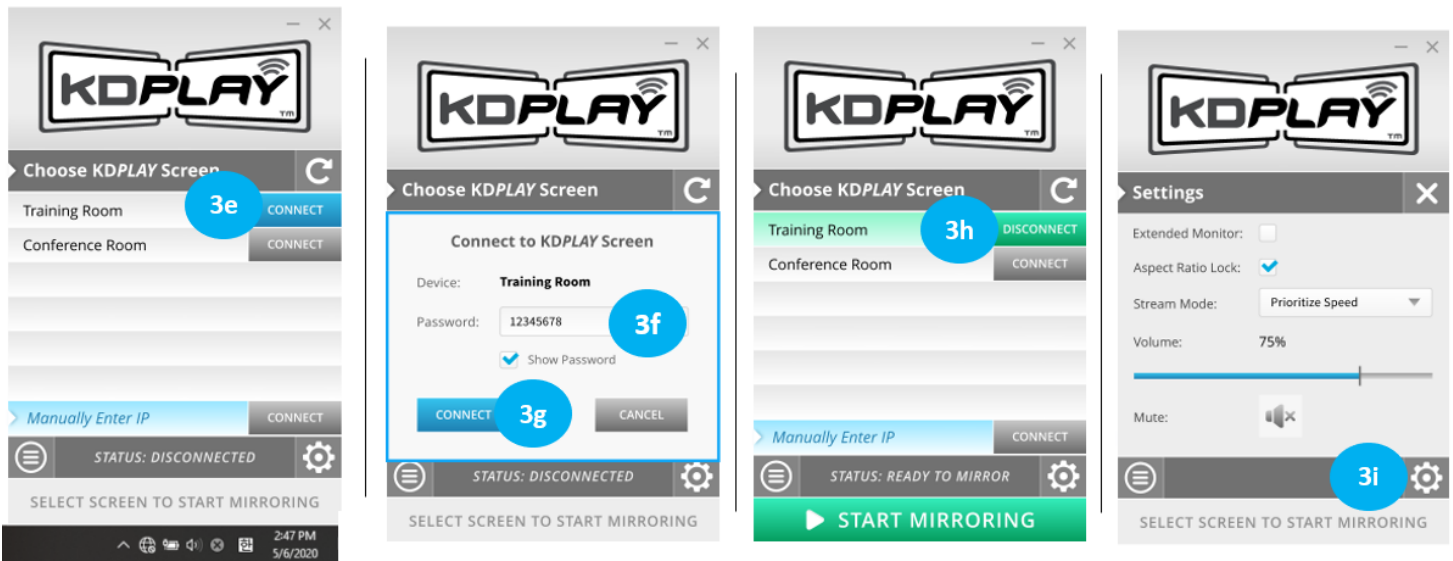 KDPLAY
TM
Choose KDPLAY Screen
Training Room 3e CONNECT
Conference Room CONNECT
Manually Enter IP CONNECT
STATUS: DISCONNECTED
SELECT SCREEN TO START MIRRORING
2:47 PM
5/6/2020
KDPLAY
TM
Choose KDPLAY Screen
Connect to KDPLAY Screen
Device: Training Room
Password: 12345678 3f
Show Password
CONNECT 3g CANCEL
STATUS: DISCONNECTED
SELECT SCREEN TO START MIRRORING
KDPLAY
TM
Choose KDPLAY Screen
Training Room 3h DISCONNECT
Conference Room CONNECT
Manually Enter IP CONNECT
STATUS: READY TO MIRROR
START MIRRORING
KDPLAY
TM
Settings
Extended Monitor:
Aspect Ratio Lock:
Stream Mode: Prioritize Speed
Volume: 75%
Mute:
3i
SELECT SCREEN TO START MIRRORING